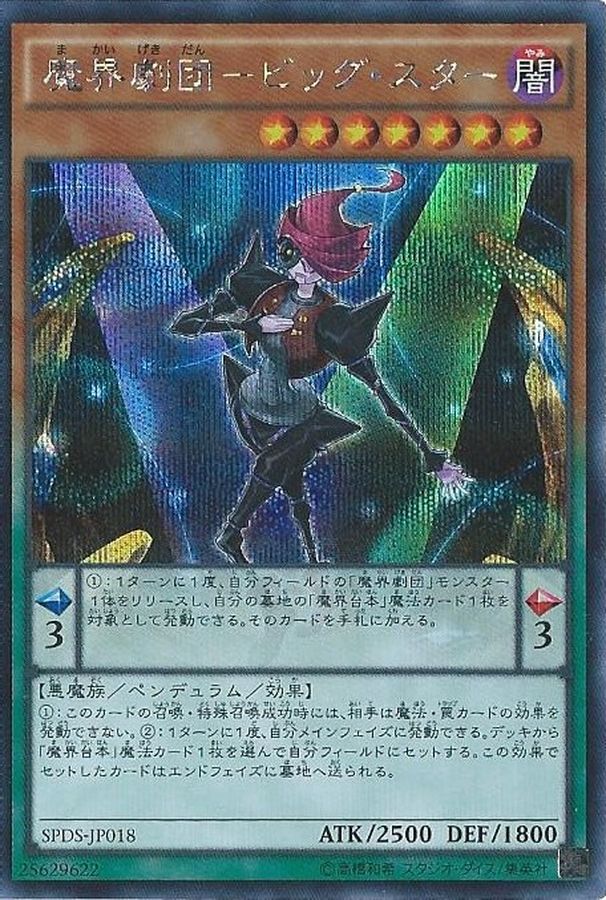 魔界劇団－ビッグ・スター
闇
3
①：1ターンに1度、自分フィールドの「魔界劇団」モンスター
1体をリリースし、自分の墓地の「魔界台本」魔法カード1枚を
対象として発動できる。そのカードを手札に加える。
3
【悪魔族／ペンデュラム／効果】
①：このカードの召喚・特殊召喚成功時には、相手は魔法・罠カードの効果を
発動できない。②：1ターンに1度、自分メインフェイズに発動できる。デッキから
「魔界台本」魔法カード1枚を選んで自分フィールドにセットする。この効果で
セットしたカードはエンドフェイズに墓地へ送られる。
SPDS-JP018 ATK/2500 DEF/1800
25629622 ©高橋和希 スタジオ・ダイス/集英社